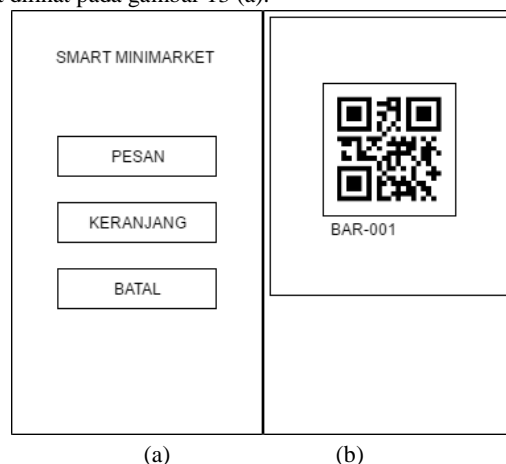 dilihat pada gambar 13 (a).
SMART MINIMARKET
PESAN
KERANJANG
BATAL
BAR-001
(a) (b)